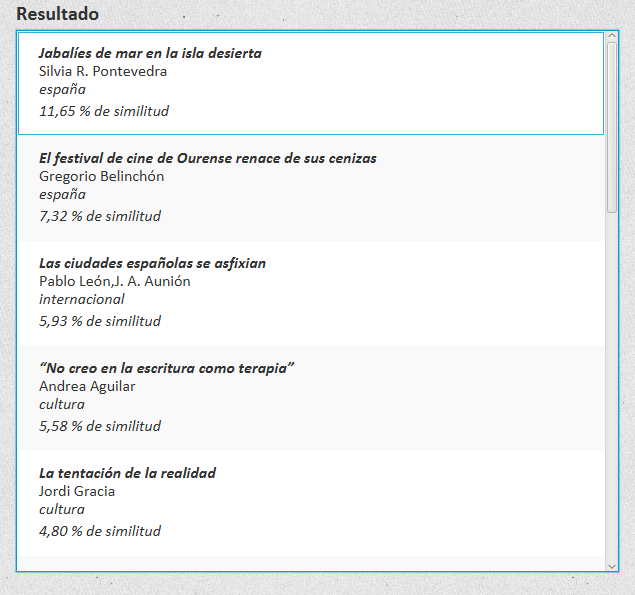 Resultado
Jabalíes de mar en la isla desierta
Silvia R. Pontevedra
españa
11,65 % de similitud
El festival de cine de Ourense renace de sus cenizas
Gregorio Belinchón
españa
7,32 % de similitud
Las ciudades españolas se asfixian
Pablo León,J. A. Aunión
internacional
5,93 % de similitud
“No creo en la escritura como terapia”
Andrea Aguilar
cultura
5,58 % de similitud
La tentación de la realidad
Jordi Gracia
cultura
4,80 % de similitud